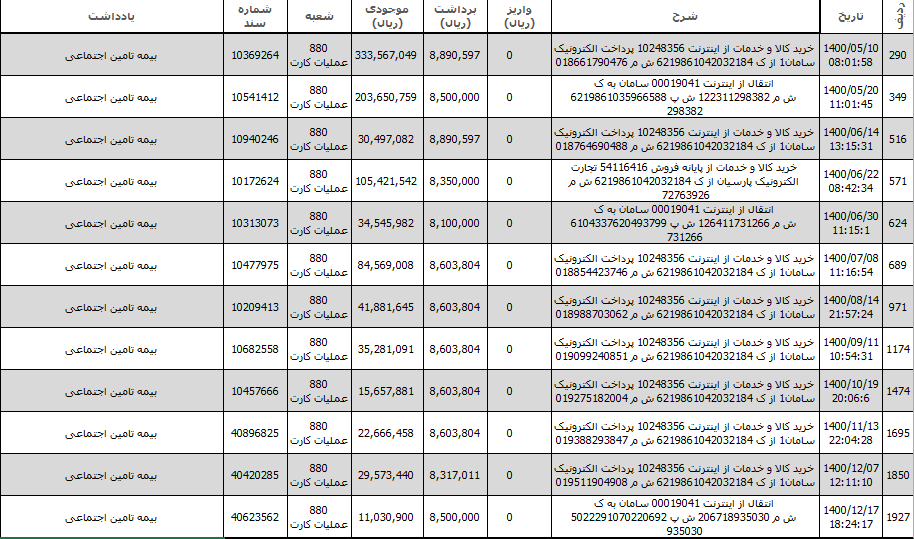 ردیف تاریخ شرح واریز (ریال) برداشت (ریال) موجودی (ریال) شعبه شماره سند یادداشت
290 1400/05/10 08:01:58 خرید کالا و خدمات از اینترنت 10248356 پرداخت الکترونیک سامان1 از ک 6219861042032184 ش م 018661790476 0 8,890,597 333,567,049 880 عملیات کارت 10369264 بیمه تامین اجتماعی
349 1400/05/20 11:01:45 انتقال از اینترنت 00019041 سامان به ک ش م 122311298382 ش پ 6219861035966588 298382 0 8,500,000 203,650,759 880 عملیات کارت 10541412 بیمه تامین اجتماعی
516 1400/06/14 13:15:31 خرید کالا و خدمات از اینترنت 10248356 پرداخت الکترونیک سامان1 از ک 6219861042032184 ش م 018764690488 0 8,890,597 30,497,082 880 عملیات کارت 10940246 بیمه تامین اجتماعی
571 1400/06/22 08:42:34 خرید کالا و خدمات از پایانه فروش 54116416 تجارت الکترونیک پارسیان از ک 6219861042032184 ش م 72763926 0 8,350,000 105,421,542 880 عملیات کارت 10172624 بیمه تامین اجتماعی
624 1400/06/30 11:15:1 انتقال از اینترنت 00019041 سامان به ک ش م 126411731266 ش پ 6104337620493799 731266 0 8,100,000 34,545,982 880 عملیات کارت 10313073 بیمه تامین اجتماعی
689 1400/07/08 11:16:54 خرید کالا و خدمات از اینترنت 10248356 پرداخت الکترونیک سامان1 از ک 6219861042032184 ش م 018854423746 0 8,603,804 84,569,008 880 عملیات کارت 10477975 بیمه تامین اجتماعی
971 1400/08/14 21:57:24 خرید کالا و خدمات از اینترنت 10248356 پرداخت الکترونیک سامان1 از ک 6219861042032184 ش م 018988703062 0 8,603,804 41,881,645 880 عملیات کارت 10209413 بیمه تامین اجتماعی
1174 1400/09/11 10:54:31 خرید کالا و خدمات از اینترنت 10248356 پرداخت الکترونیک سامان1 از ک 6219861042032184 ش م 019099240851 0 8,603,804 35,281,091 880 عملیات کارت 10682558 بیمه تامین اجتماعی
1474 1400/10/19 20:06:6 خرید کالا و خدمات از اینترنت 10248356 پرداخت الکترونیک سامان1 از ک 6219861042032184 ش م 019275182004 0 8,603,804 15,657,881 880 عملیات کارت 10457666 بیمه تامین اجتماعی
1695 1400/11/13 22:04:28 خرید کالا و خدمات از اینترنت 10248356 پرداخت الکترونیک سامان1 از ک 6219861042032184 ش م 019388293847 0 8,603,804 22,666,458 880 عملیات کارت 40896825 بیمه تامین اجتماعی
1850 1400/12/07 12:11:10 خرید کالا و خدمات از اینترنت 10248356 پرداخت الکترونیک سامان1 از ک 6219861042032184 ش م 019511904908 0 8,317,011 29,573,440 880 عملیات کارت 40420285 بیمه تامین اجتماعی
1927 1400/12/17 18:24:17 انتقال از اینترنت 00019041 سامان به ک ش م 206718935030 ش پ 5022291070220692 935030 0 8,500,000 11,030,900 880 عملیات کارت 40623562 بیمه تامین اجتماعی